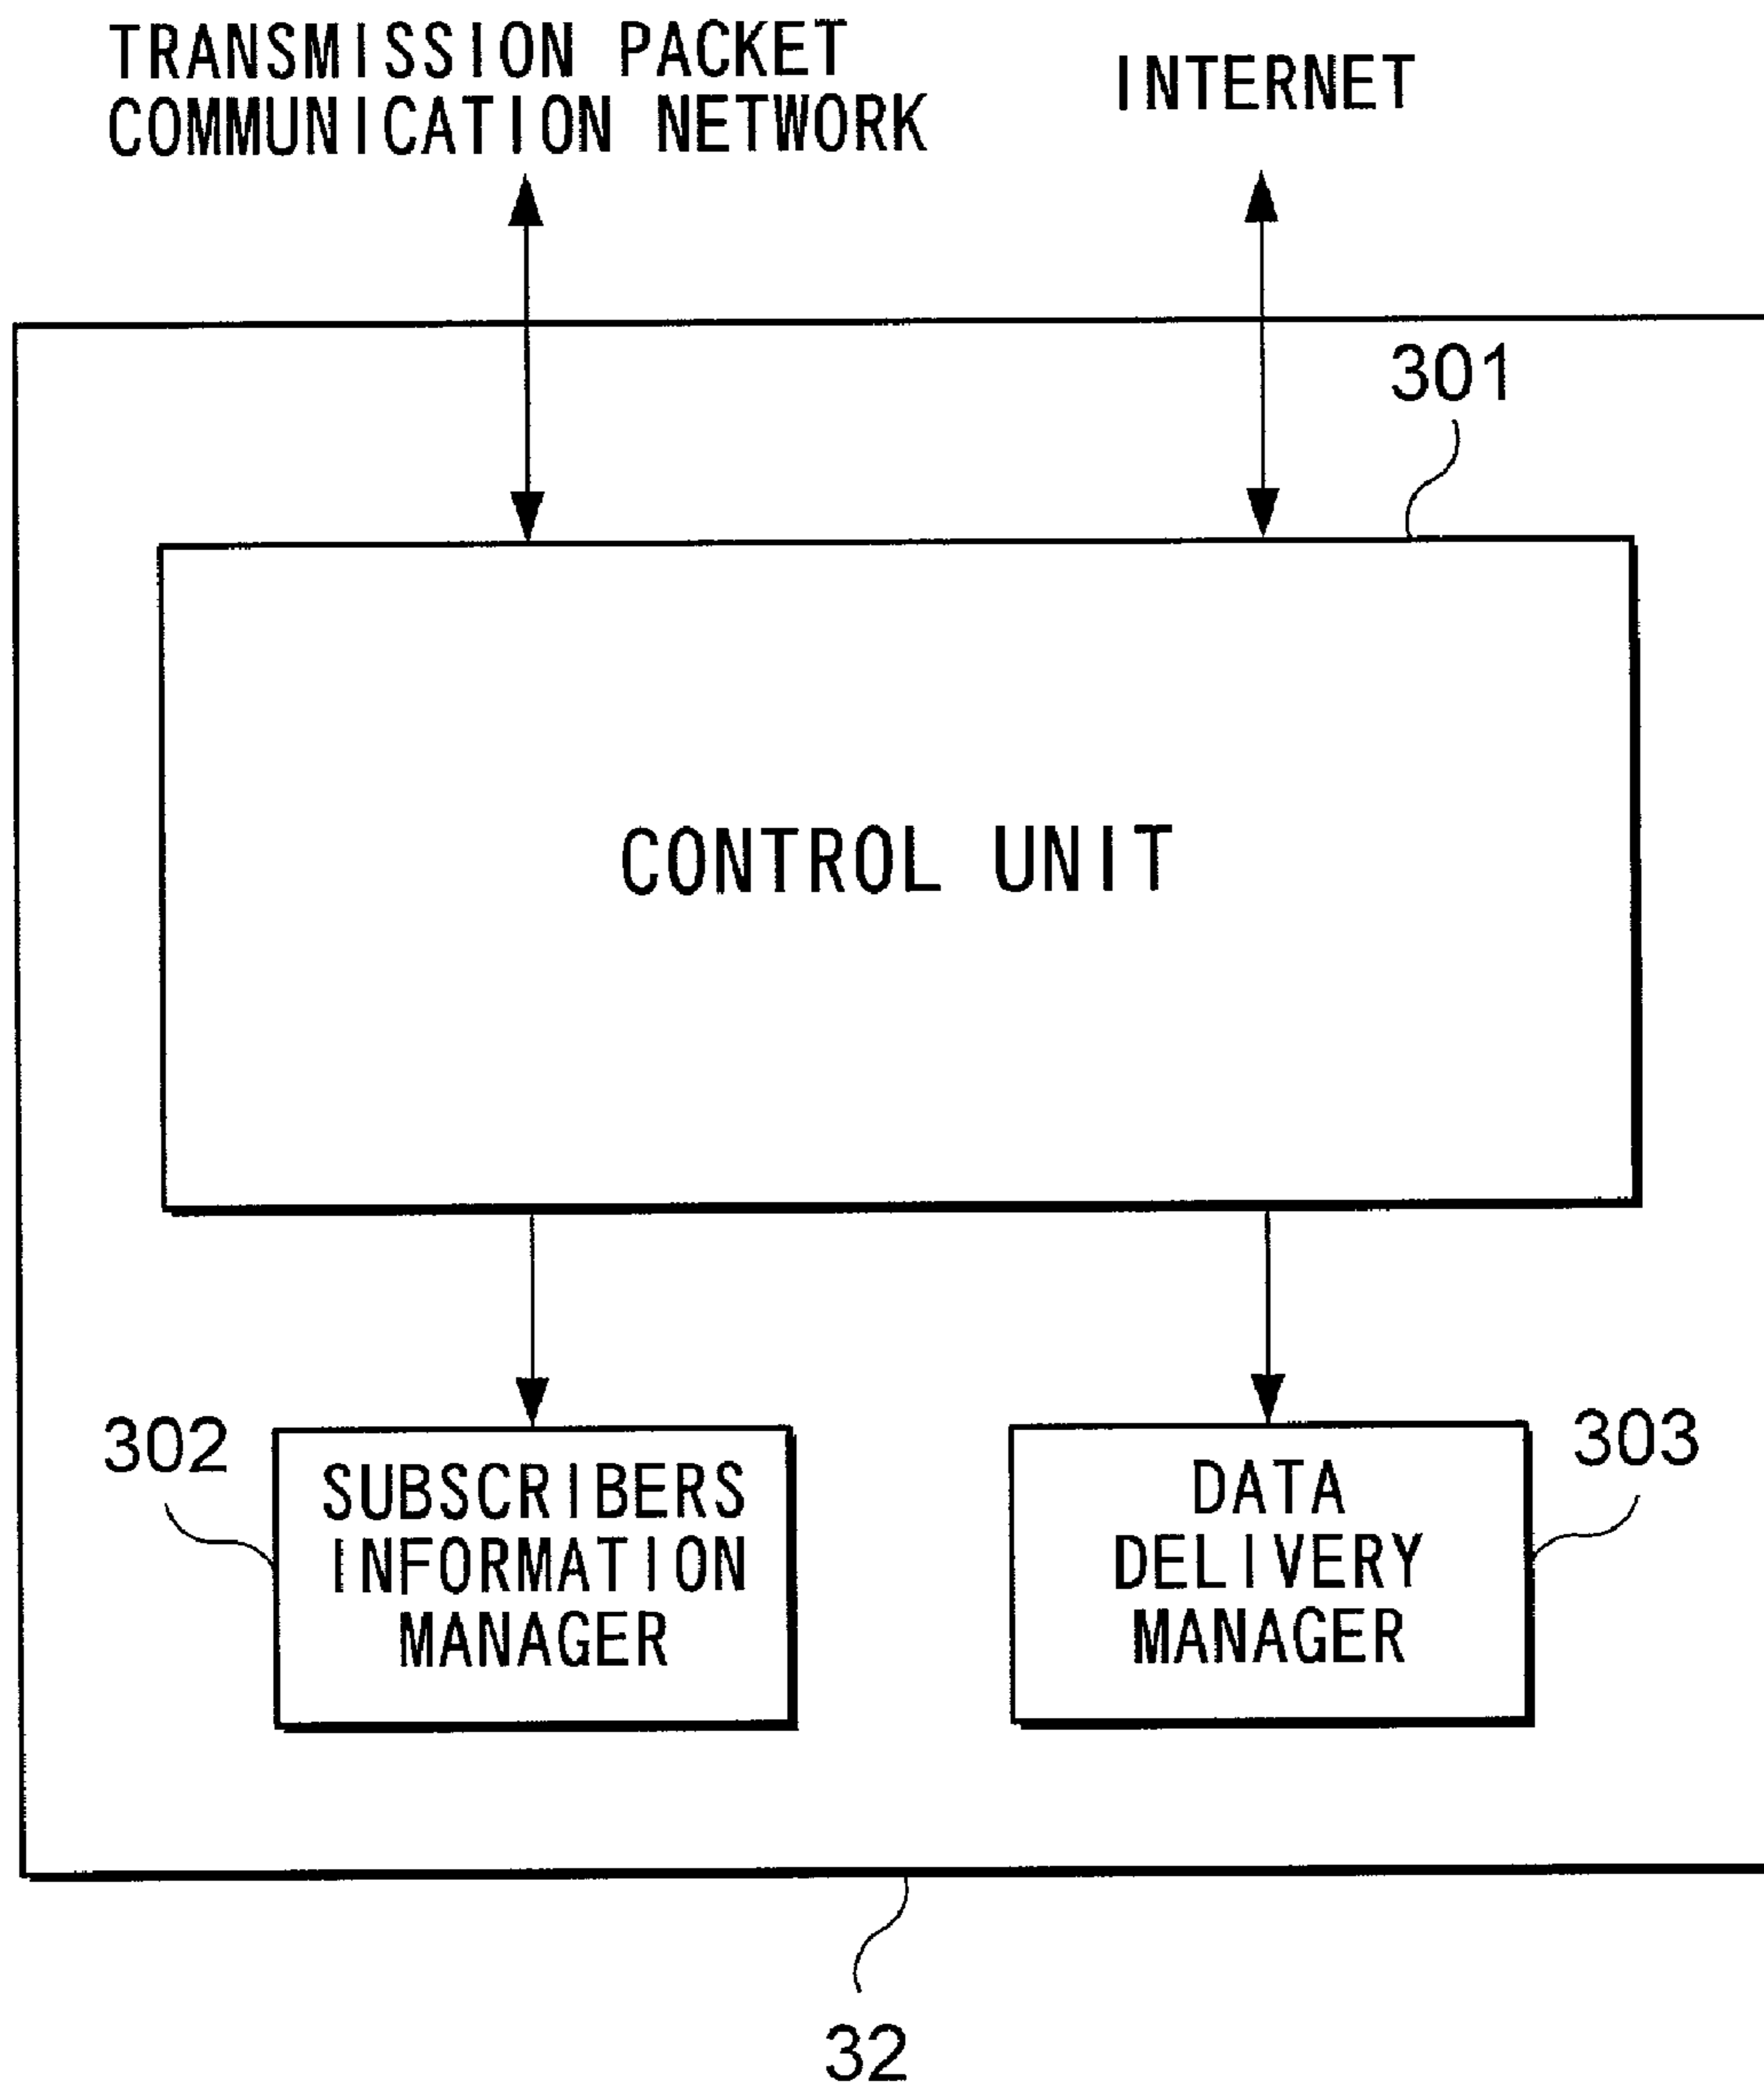 TRANSMISSION PACKET
COMMUNICATION NETWORK
INTERNET
301
CONTROL UNIT
302
SUBSCRIBERS
INFORMATION
MANAGER
DATA
DELIVERY
MANAGER
303
32